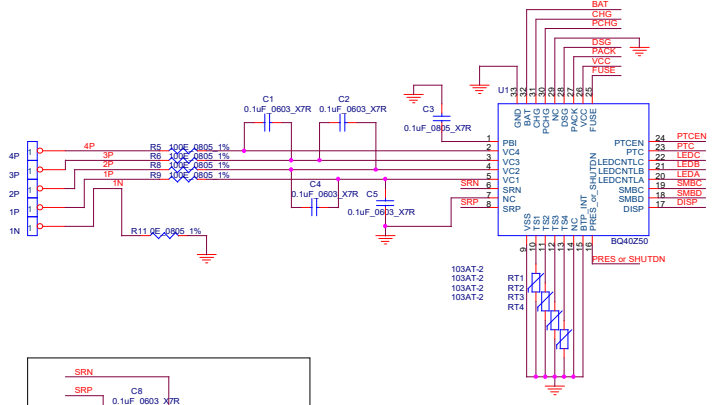 BAT
CHG
PCHG
DSG
PACK
VCC
FUSE
U1
33 32 31 30 29 28 27 26 25
GND BAT CHG PCHG NC DSG PACK VCC FUSE
C1
0.1uF_0603_X7R
C2
0.1uF_0603_X7R
C3
0.1uF_0805_X7R
1 PBI
2 VC4
3 VC3
4 VC2
5 VC1
6 SRN
7 NC
8 SRP
PTCEN 24 PTCEN
PTC 23 PTC
LEDCNTLC 22 LEDC
LEDCNTLB 21 LEDB
LEDCNTLA 20 LEDA
SMBC 19 SMBC
SMBD 18 SMBD
DISP 17 DISP
4P 1 4P R5 100E_0805_1%
3P 1 3P R6 100E_0805_1%
2P 1 2P R8 100E_0805_1%
1P 1 1P R9 100E_0805_1%
1N 1 1N
SRN
SRP
C4
0.1uF_0603_X7R
C5
0.1uF_0603_X7R
R11 0E_0805_1%
VSS TS1 TS2 TS3 TS4 NC BTP_INT PRES_or_SHUTDN
9 10 11 12 13 14 15 16
BQ40Z50
PRES or SHUTDN
103AT-2 RT1
103AT-2 RT2
103AT-2 RT3
103AT-2 RT4
SRN
SRP
C8
0.1uF_0603_X7R